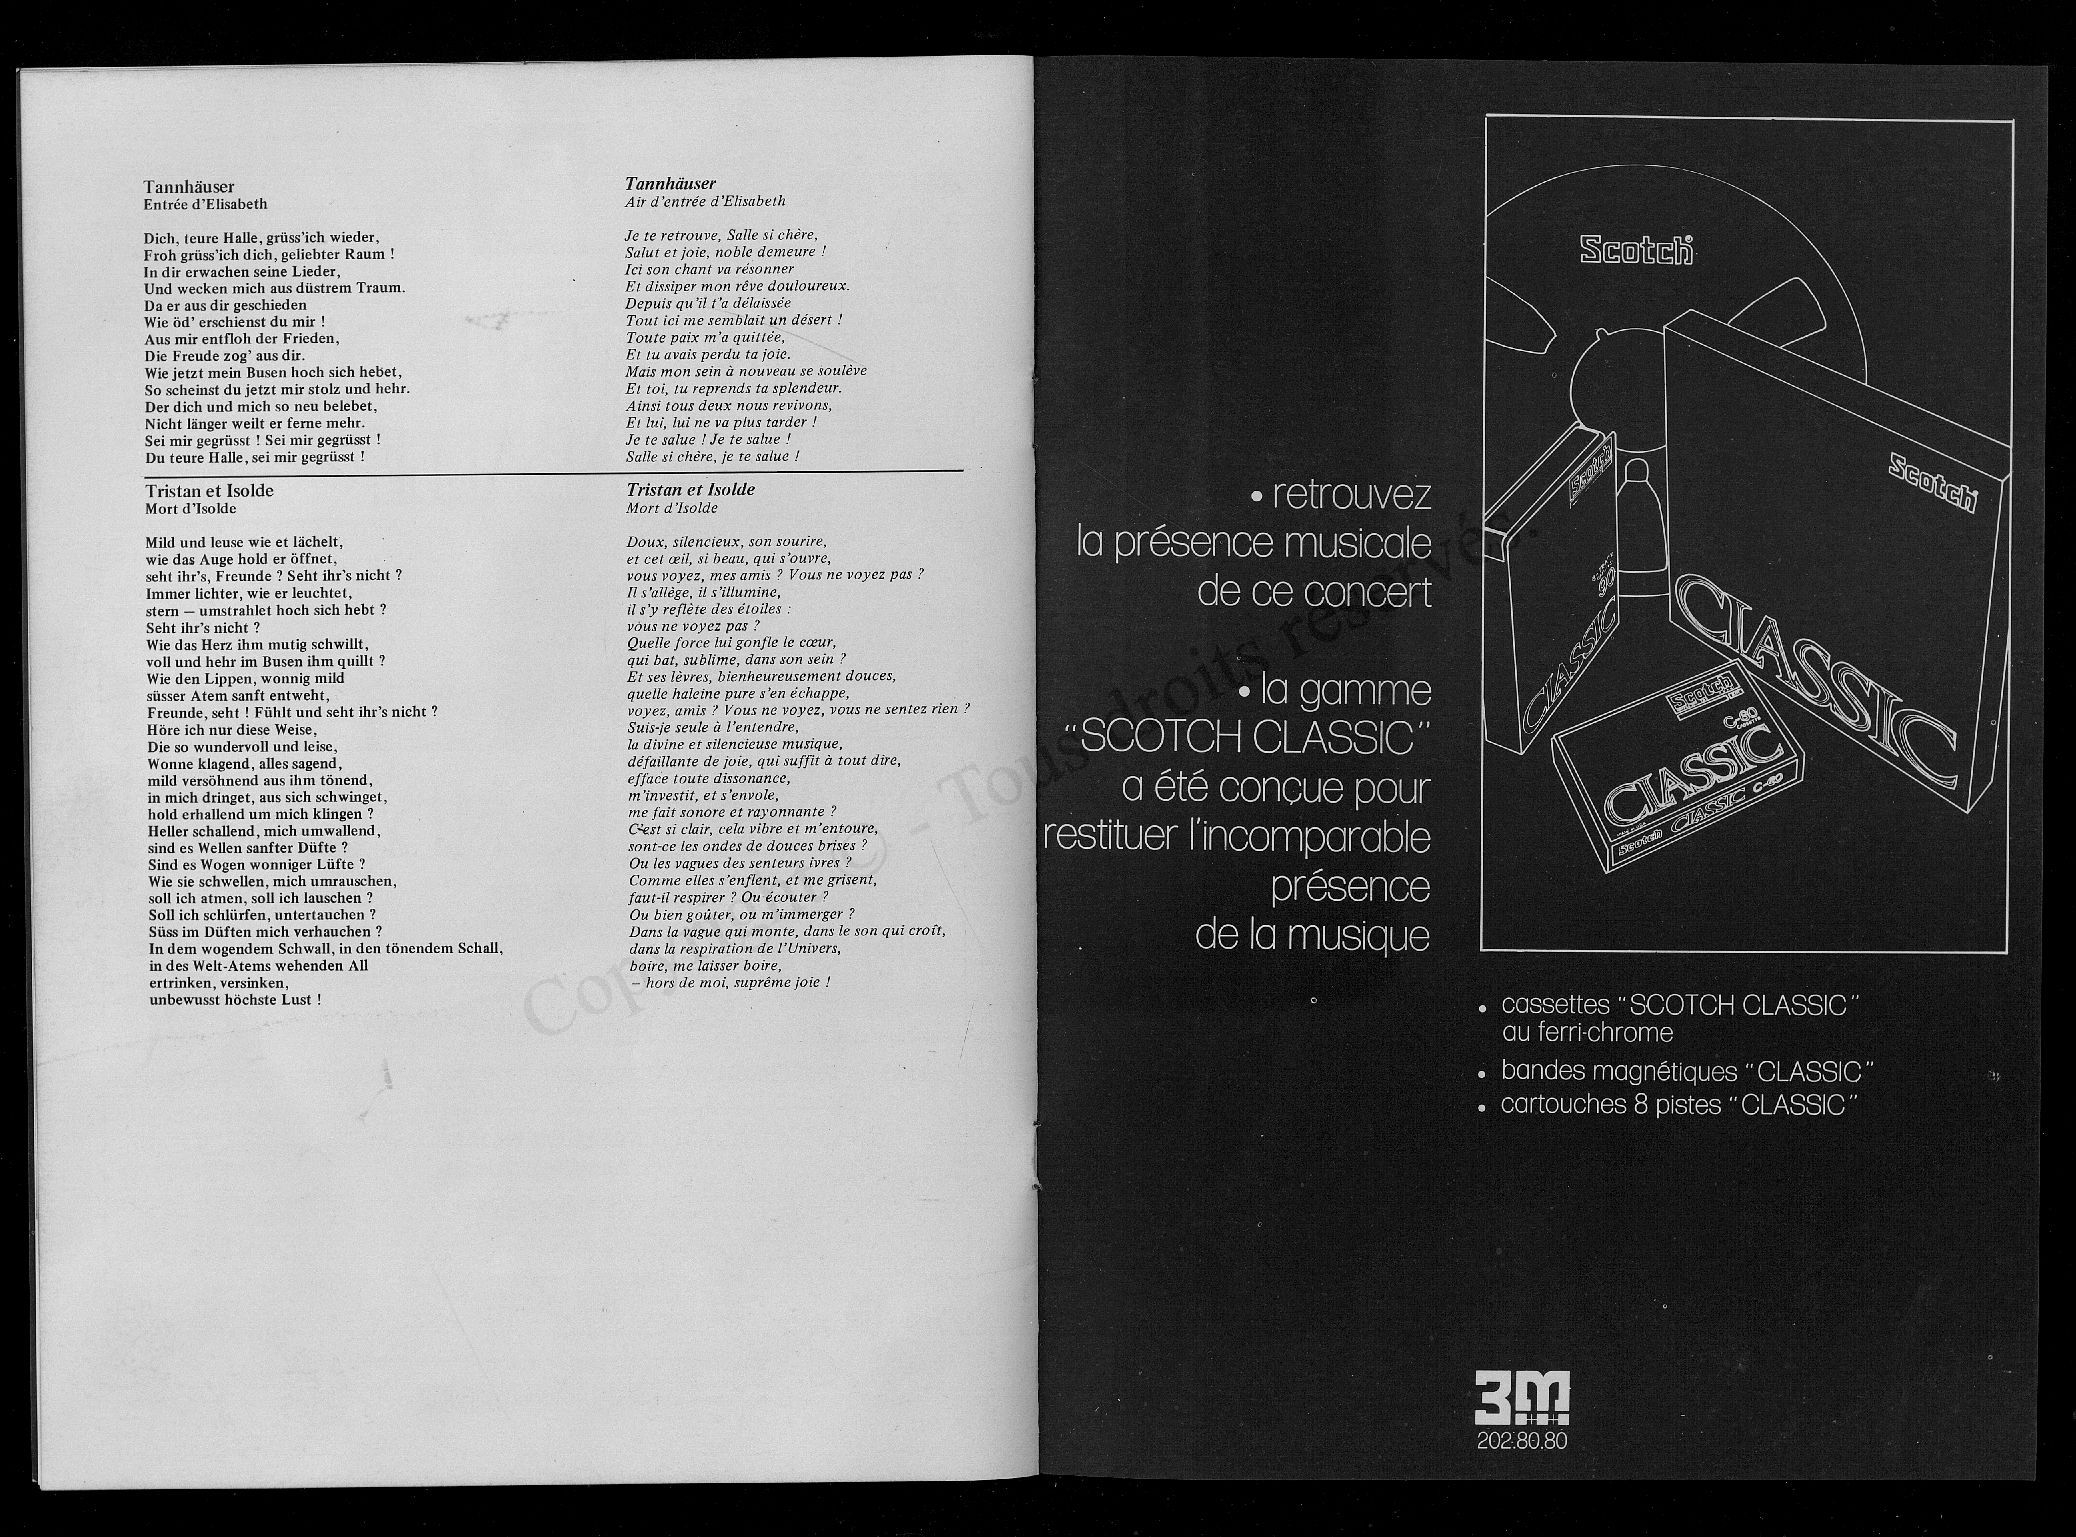 Tannhäuser
Entrée d'Elisabeth
Dich, teure Halle, grüss'ich wieder,
Froh grüss'ich dich, geliebter Raum !
In dir erwachen seine Lieder,
Und wecken mich aus düstrem Traum.
Da er aus dir geschieden
Wie öd' erschienst du mir !
Aus mir entfloh der Frieden,
Die Freude zog' aus dir.
Wie jetzt mein Busen hoch sich hebet,
So scheinst du jetzt mir stolz und hehr.
Der dich und mich so neu belebet,
Nicht länger weilt er ferne mehr.
Sei mir gegrüsst ! Sei mir gegrüsst !
Du teure Halle, sei mir gegrüsst !
Tristan et Isolde
Mort d'Isolde
Mild und leuse wie et lächelt,
wie das Auge hold er öffnet,
seht ihr's, Freunde ? Seht ihr's nicht ?
Immer lichter, wie er leuchtet,
stern – umstrahlet hoch sich hebt ?
Seht ihr's nicht ?
Wie das Herz ihm mutig schwillt,
voll und hehr im Busen ihm quillt ?
Wie den Lippen, wonnig mild
süsser Atem sanft entweht,
Freunde, seht ! Fühlt und seht ihr's nicht ?
Höre ich nur diese Weise,
Die so wundervoll und leise,
Wonne klagend, alles sagend,
mild versöhnend aus ihm tönend,
in mich dringet, aus sich schwinget,
hold erhallend um mich klingen ?
Heller schallend, mich umwallend,
sind es Wellen sanfter Düfte ?
Sind es Wogen wonniger Lüfte ?
Wie sie schwellen, mich umrauschen,
soll ich atmen, soll ich lauschen ?
Soll ich schlürfen, untertauchen ?
Süss im Düften mich verhauchen ?
In dem wogendem Schwall, in den tönendem Schall,
in des Welt-Atems wehenden All
ertrinken, versinken,
unbewusst höchste Lust !
Tannhäuser
Air d'entrée d'Elisabeth
Je te retrouve, Salle si chère,
Salut et joie, noble demeure !
Ici son chant va résonner
Et dissiper mon rêve douloureux.
Depuis qu'il t'a délaissée
Tout ici me semblait un désert !
Toute paix m'a quittée,
Et tu avais perdu ta joie.
Mais mon sein à nouveau se soulève
Et toi, tu reprends ta splendeur.
Ainsi tous deux nous revivons,
Et lui, lui ne va plus tarder !
Je te salue ! Je te salue !
Salle si chère, je te salue !
Tristan et Isolde
Mort d'Isolde
Doux, silencieux, son sourire,
et cet œil, si beau, qui s'ouvre,
vous voyez, mes amis ? Vous ne voyez pas ?
Il s'allège, il s'illumine,
il s'y reflète des étoiles :
vous ne voyez pas ?
Quelle force lui gonfle le cœur,
qui bat, sublime, dans son sein ?
Et ses lèvres, bienheureusement douces,
quelle haleine pure s'en échappe,
voyez, amis ? Vous ne voyez, vous ne sentez rien ?
Suis-je seule à l'entendre,
la divine et silencieuse musique,
défaillante de joie, qui suffit à tout dire,
efface toute dissonance,
m'investit, et s'envole,
me fait sonore et rayonnante ?
C'est si clair, cela vibre et m'entoure,
sont-ce les ondes de douces brises ?
Ou les vagues des senteurs ivres ?
Comme elles s'enflent, et me grisent,
faut-il respirer ? Ou écouter ?
Ou bien goûter, ou m'immerger ?
Dans la vague qui monte, dans le son qui croît,
dans la respiration de l'Univers,
boire, me laisser boire,
– hors de moi, suprême joie !
• retrouvez
la présence musicale
de ce concert
• la gamme
"SCOTCH CLASSIC"
a été conçue pour
restituer l'incomparable
présence
de la musique
Scotch
Scotch
90
CLASSIC
Scotch
CLASSIC
Scotch
C-60
CASSETTE
CLASSIC
Scotch CLASSIC C-60
• cassettes "SCOTCH CLASSIC"
au ferri-chrome
• bandes magnétiques "CLASSIC"
• cartouches 8 pistes "CLASSIC"
3M
202.80.80
© - Tous droits réservés.